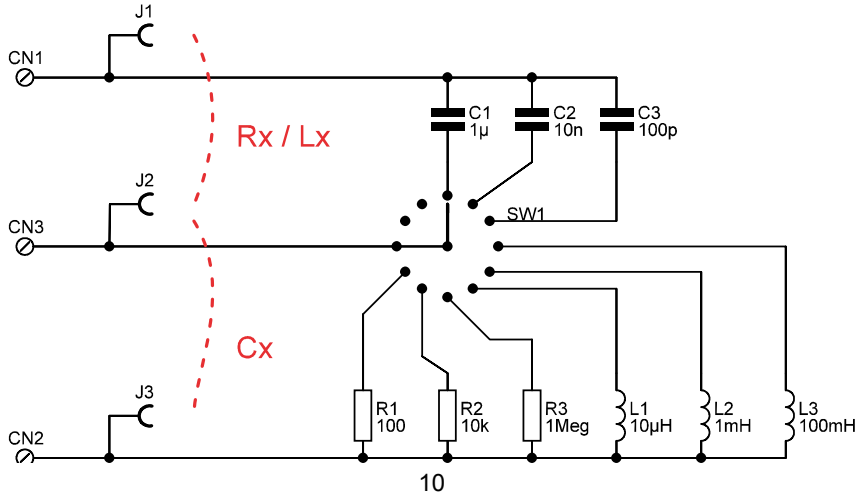 J1
CN1
C1
1µ
C2
10n
C3
100p
Rx / Lx
J2
SW1
CN3
Cx
J3
R1
100
R2
10k
R3
1Meg
L1
10µH
L2
1mH
L3
100mH
CN2
10